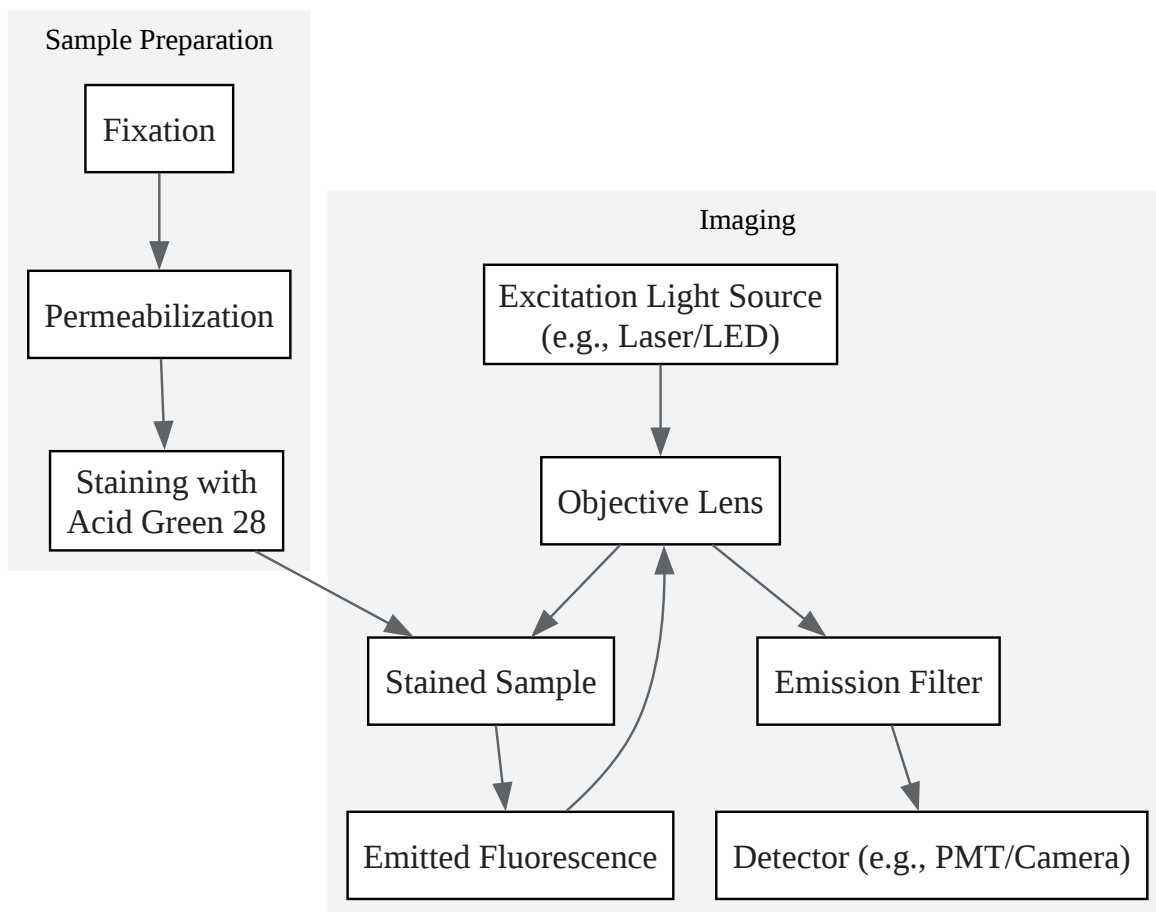 Sample Preparation
Fixation
Permeabilization
Staining with
Acid Green 28
Imaging
Excitation Light Source
(e.g., Laser/LED)
Objective Lens
Stained Sample
Emission Filter
Emitted Fluorescence
Detector (e.g., PMT/Camera)